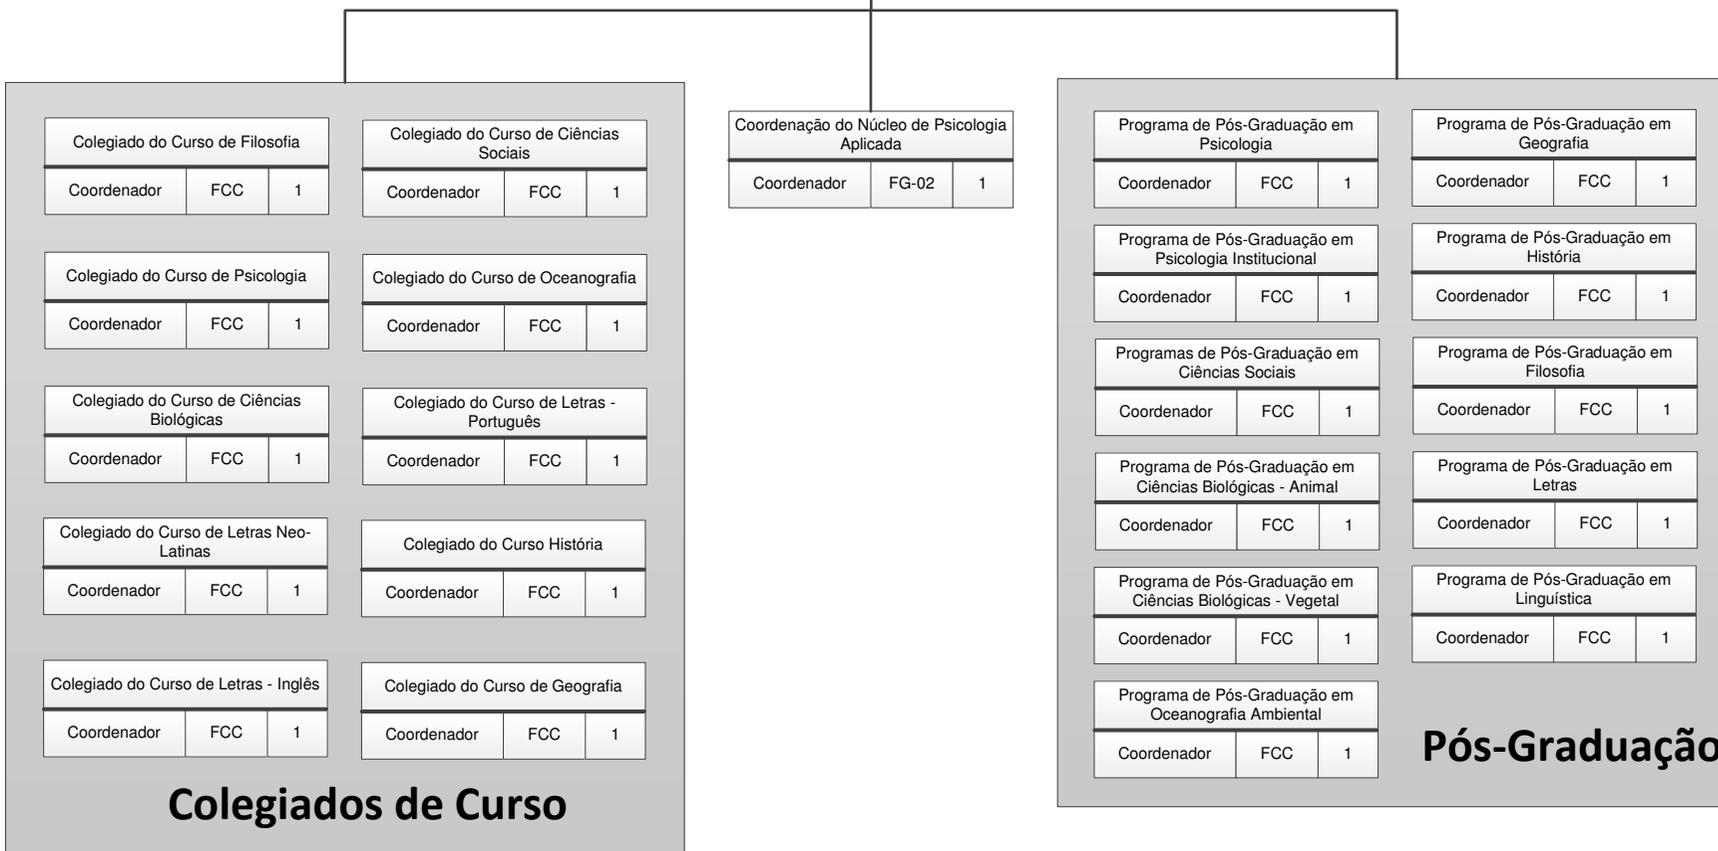 Colegiado do Curso de Filosofia
Coordenador FCC 1
Colegiado do Curso de Ciências
Sociais
Coordenador FCC 1
Colegiado do Curso de Psicologia
Coordenador FCC 1
Colegiado do Curso de Oceanografia
Coordenador FCC 1
Colegiado do Curso de Ciências
Biológicas
Coordenador FCC 1
Colegiado do Curso de Letras -
Português
Coordenador FCC 1
Colegiado do Curso de Letras Neo-
Latinas
Coordenador FCC 1
Colegiado do Curso História
Coordenador FCC 1
Colegiado do Curso de Letras - Inglês
Coordenador FCC 1
Colegiado do Curso de Geografia
Coordenador FCC 1
Colegiados de Curso
Coordenação do Núcleo de Psicologia
Aplicada
Coordenador FG-02 1
Programa de Pós-Graduação em
Psicologia
Coordenador FCC 1
Programa de Pós-Graduação em
Geografia
Coordenador FCC 1
Programa de Pós-Graduação em
Psicologia Institucional
Coordenador FCC 1
Programa de Pós-Graduação em
História
Coordenador FCC 1
Programas de Pós-Graduação em
Ciências Sociais
Coordenador FCC 1
Programa de Pós-Graduação em
Filosofia
Coordenador FCC 1
Programa de Pós-Graduação em
Ciências Biológicas - Animal
Coordenador FCC 1
Programa de Pós-Graduação em
Letras
Coordenador FCC 1
Programa de Pós-Graduação em
Ciências Biológicas - Vegetal
Coordenador FCC 1
Programa de Pós-Graduação em
Linguística
Coordenador FCC 1
Programa de Pós-Graduação em
Oceanografia Ambiental
Coordenador FCC 1
Pós-Graduação